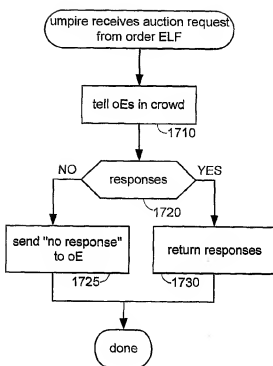 umpire receives auction request
from order ELF
tell oEs in crowd
1710
NO
responses
YES
1720
send "no response"
to oE
1725
return responses
1730
done